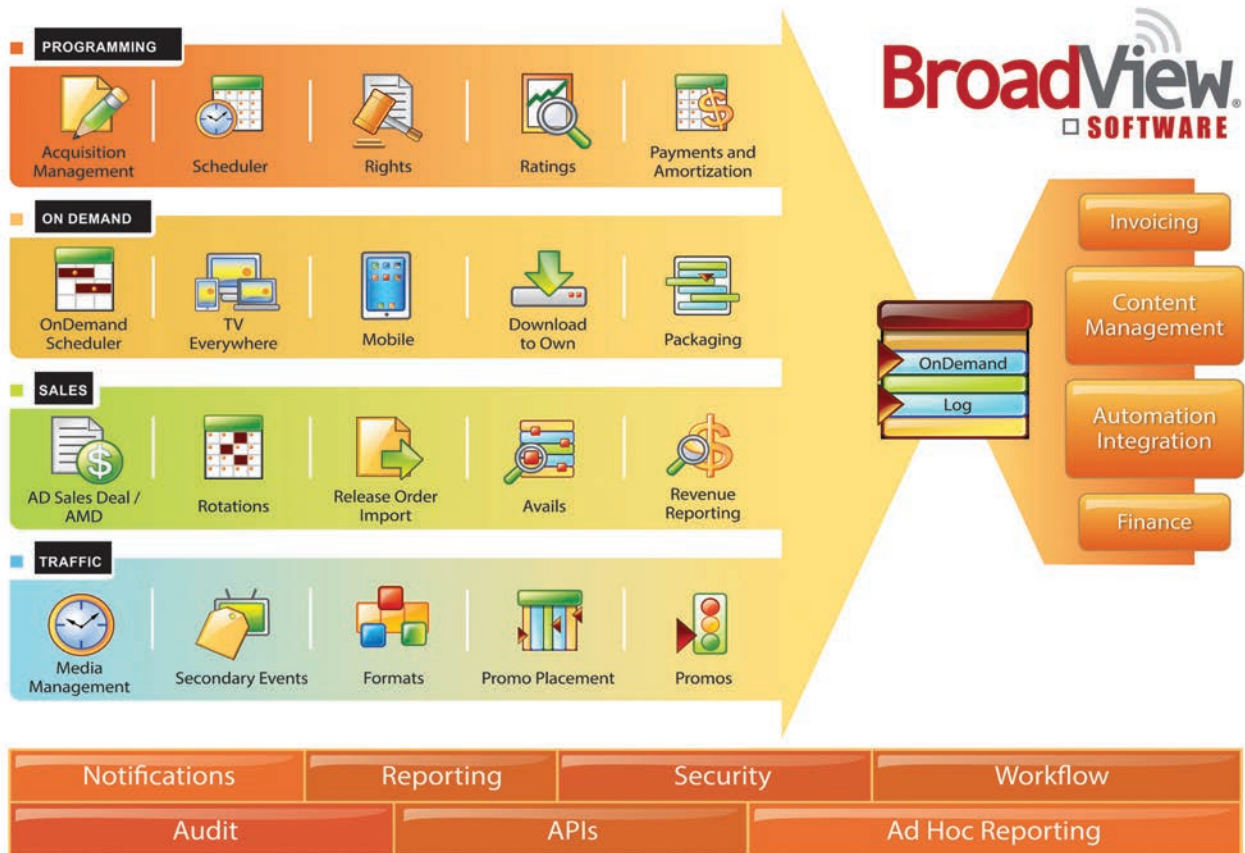 PROGRAMMING
Acquisition
Management
Scheduler
Rights
Ratings
Payments and
Amortization
ON DEMAND
OnDemand
Scheduler
TV
Everywhere
Mobile
Download
to Own
Packaging
SALES
AD Sales Deal /
AMD
Rotations
Release Order
Import
Avails
Revenue
Reporting
TRAFFIC
Media
Management
Secondary Events
Formats
Promo Placement
Promos
BroadView®
SOFTWARE
OnDemand
Log
Invoicing
Content
Management
Automation
Integration
Finance
Notifications
Reporting
Security
Workflow
Audit
APIs
Ad Hoc Reporting